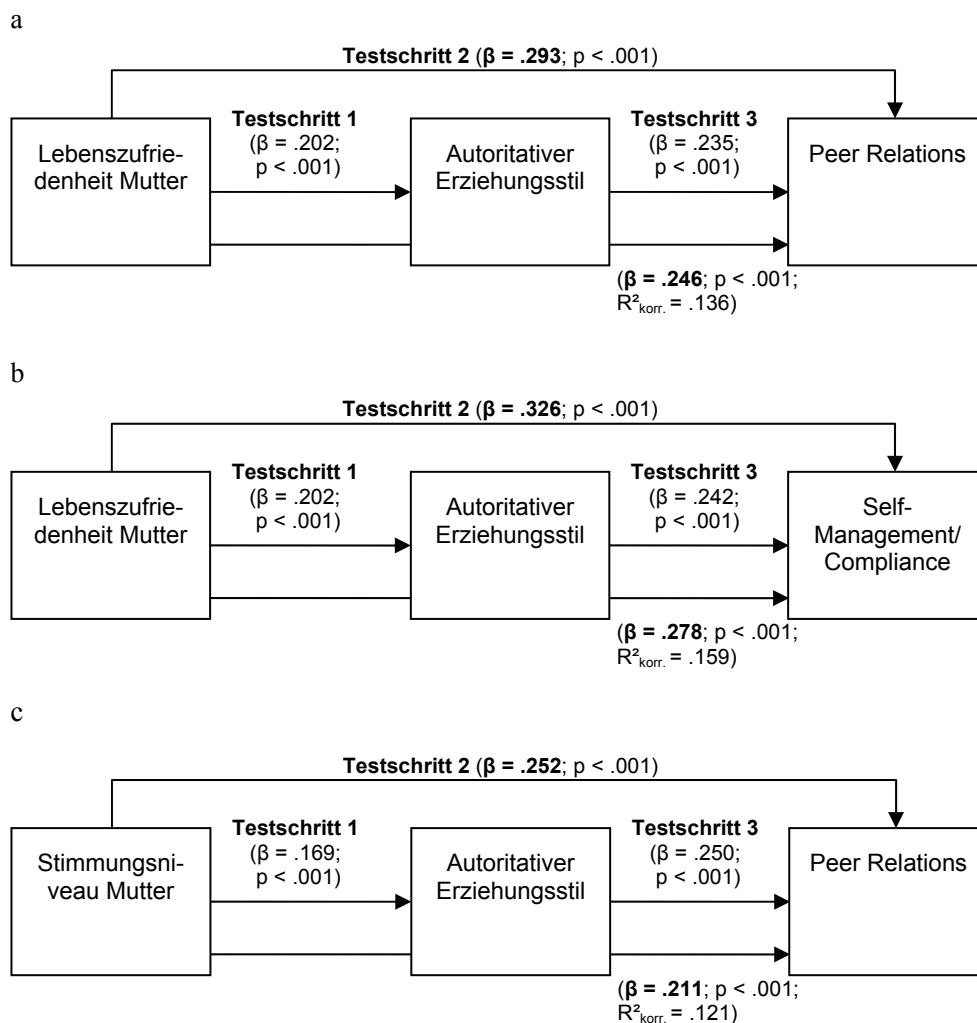 a
Testschritt 2 (β = .293; p < .001)
Testschritt 1
(β = .202;
p < .001)
Testschritt 3
(β = .235;
p < .001)
Lebenszufrie-
denheit Mutter
Autoritativer
Erziehungsstil
Peer Relations
(β = .246; p < .001;
R²korr. = .136)
b
Testschritt 2 (β = .326; p < .001)
Testschritt 1
(β = .202;
p < .001)
Testschritt 3
(β = .242;
p < .001)
Lebenszufrie-
denheit Mutter
Autoritativer
Erziehungsstil
Self-
Management/
Compliance
(β = .278; p < .001;
R²korr. = .159)
c
Testschritt 2 (β = .252; p < .001)
Testschritt 1
(β = .169;
p < .001)
Testschritt 3
(β = .250;
p < .001)
Stimmungsni-
veau Mutter
Autoritativer
Erziehungsstil
Peer Relations
(β = .211; p < .001;
R²korr. = .121)